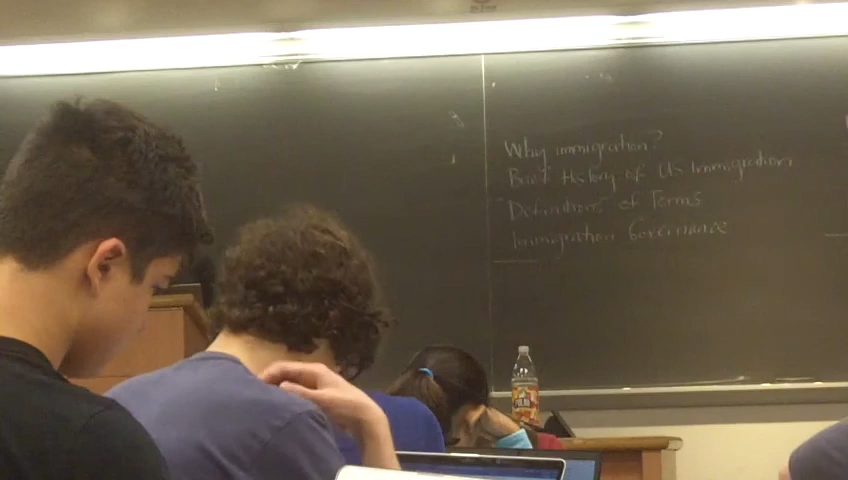 Why immigration?
Brief History of US Immigration
"Definitions" of Terms
Immigration Governance